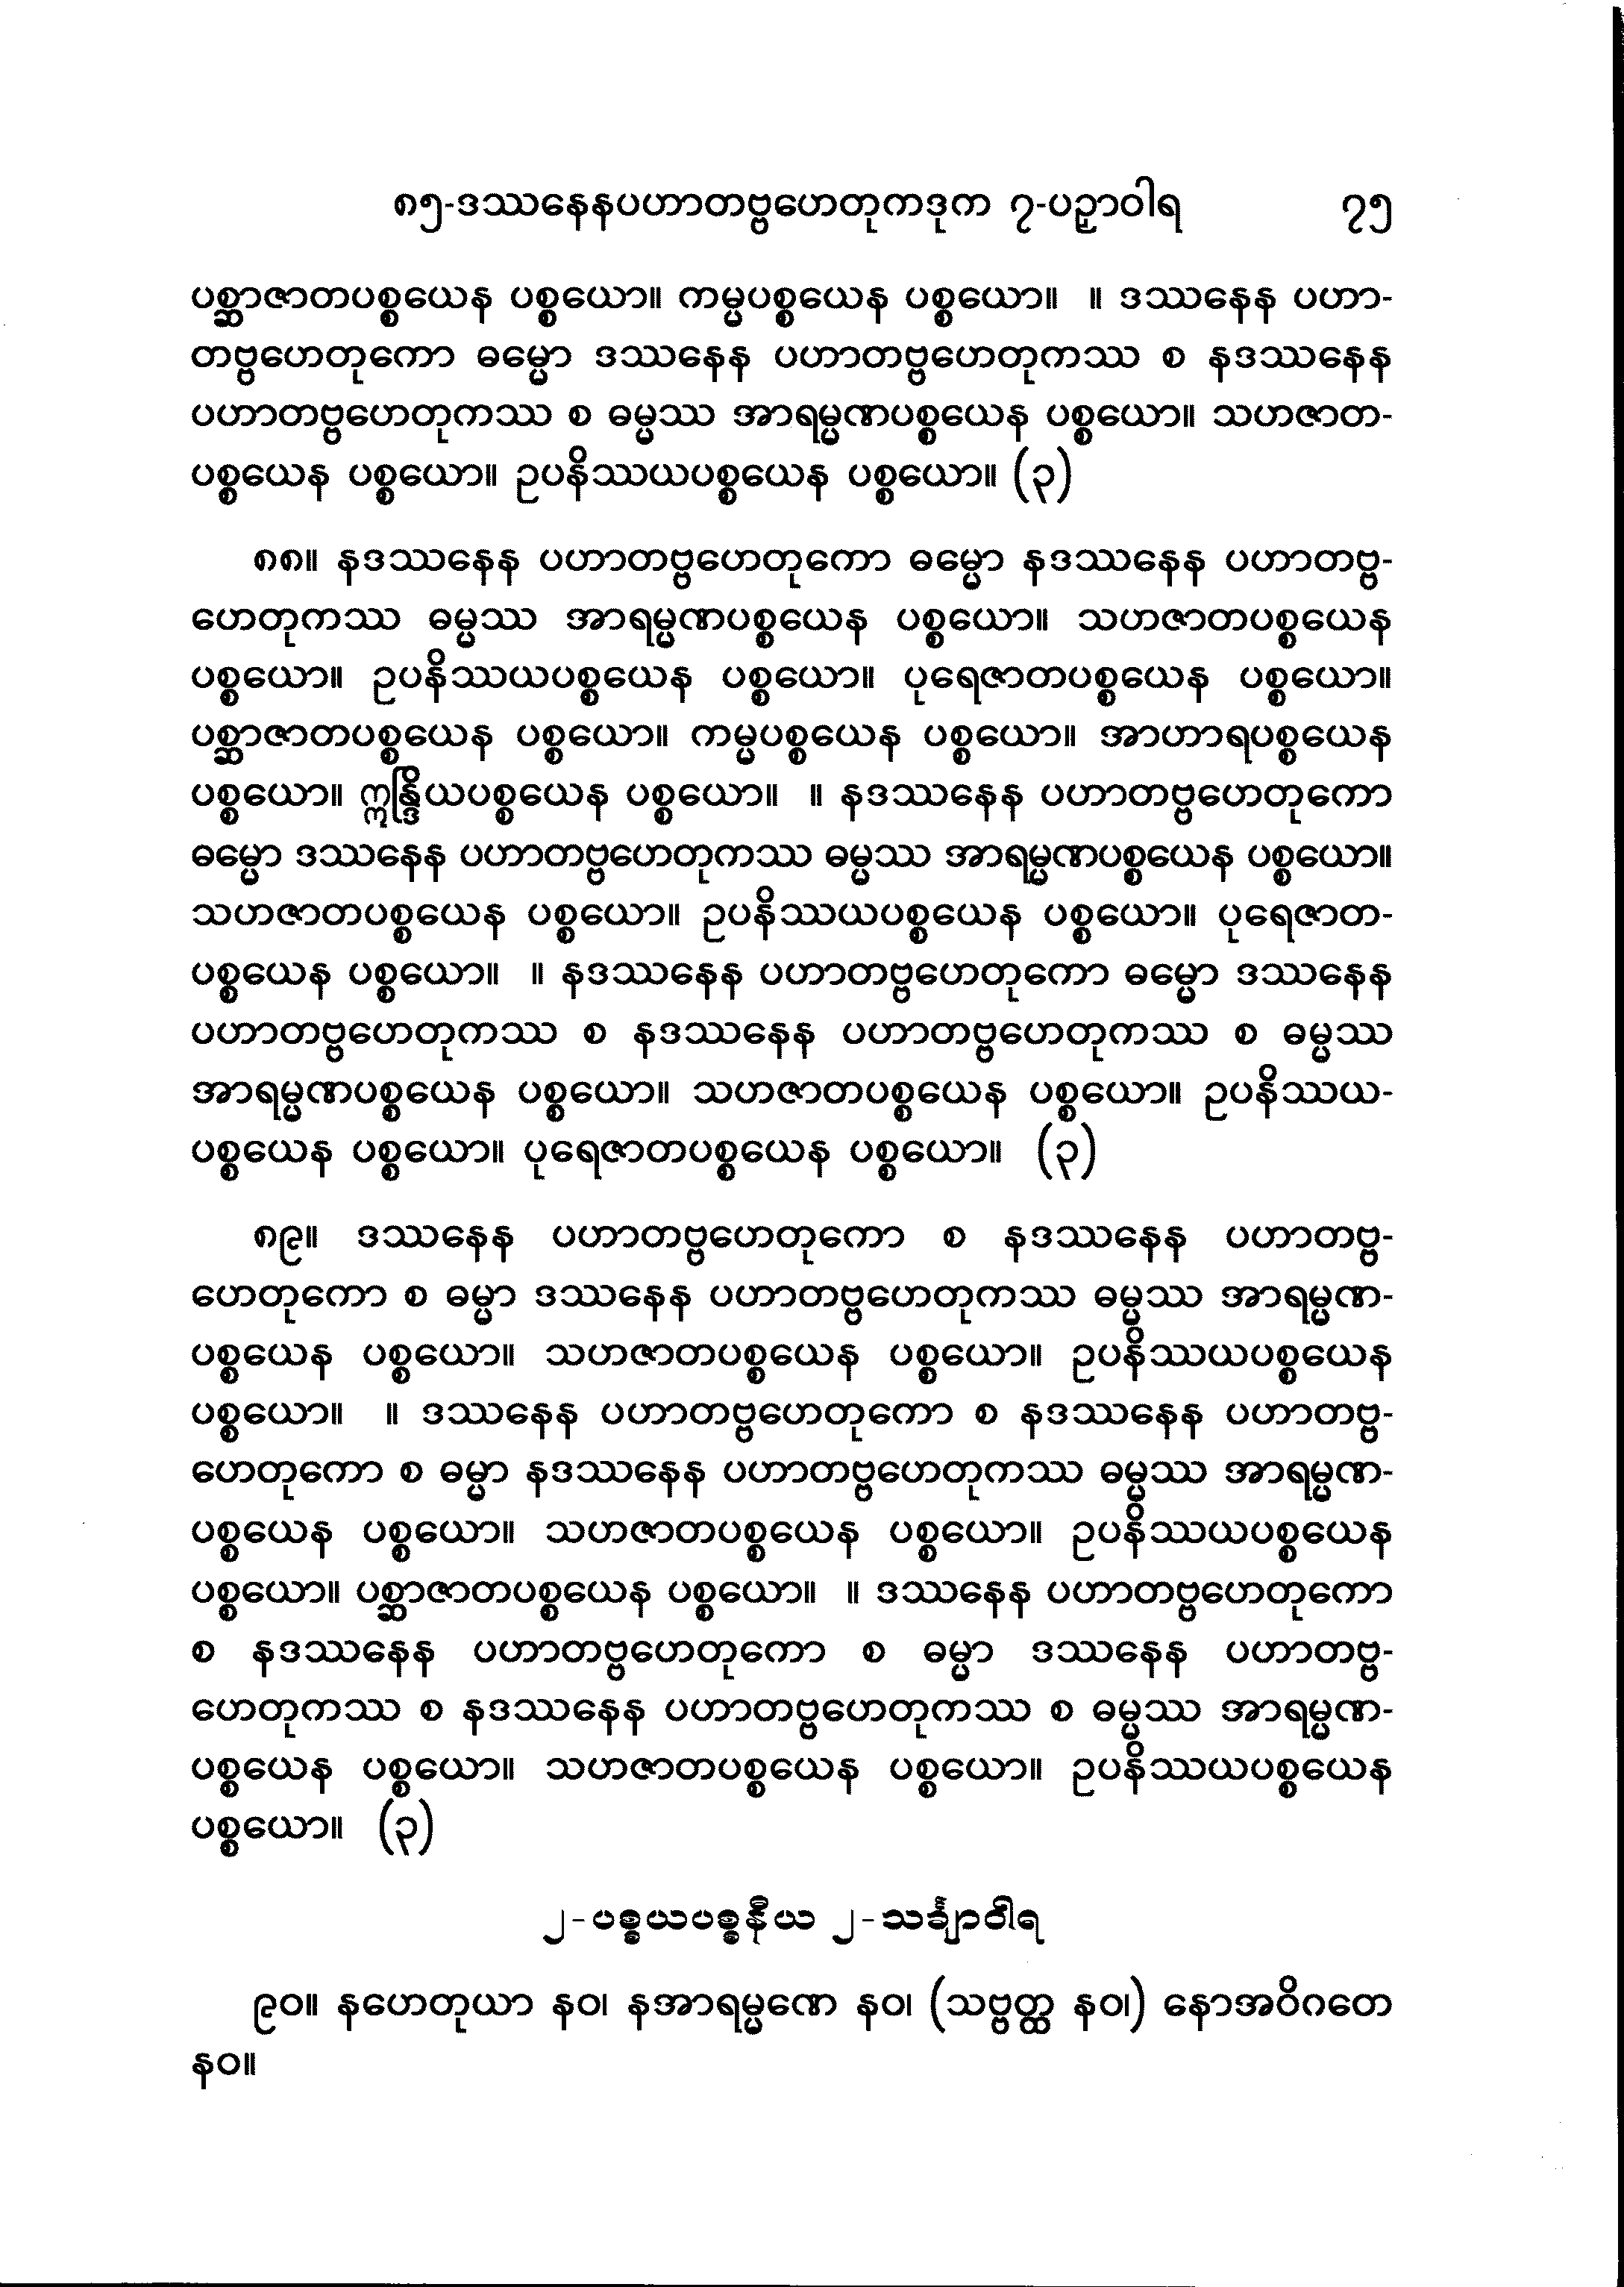 ၈၅-ဒဿနေနပဟာတဗ္ဗဟေတုကဒုက ၇-ပဉှာဝါရ ၇၅
ပစ္ဆာဇာတပစ္စယေန ပစ္စယော။ ကမ္မပစ္စယေန ပစ္စယော။ ။ ဒဿနေန ပဟာ-
တဗ္ဗဟေတုကော ဓမ္မော ဒဿနေန ပဟာတဗ္ဗဟေတုကဿ စ နဒဿနေန
ပဟာတဗ္ဗဟေတုကဿ စ ဓမ္မဿ အာရမ္မဏပစ္စယေန ပစ္စယော။ သဟဇာတ-
ပစ္စယေန ပစ္စယော။ ဥပနိဿယပစ္စယေန ပစ္စယော။ (၃)
၈၈။ နဒဿနေန ပဟာတဗ္ဗဟေတုကော ဓမ္မော နဒဿနေန ပဟာတဗ္ဗ-
ဟေတုကဿ ဓမ္မဿ အာရမ္မဏပစ္စယေန ပစ္စယော။ သဟဇာတပစ္စယေန
ပစ္စယော။ ဥပနိဿယပစ္စယေန ပစ္စယော။ ပုရေဇာတပစ္စယေန ပစ္စယော။
ပစ္ဆာဇာတပစ္စယေန ပစ္စယော။ ကမ္မပစ္စယေန ပစ္စယော။ အာဟာရပစ္စယေန
ပစ္စယော။ ဣန္ဒြိယပစ္စယေန ပစ္စယော။ ။ နဒဿနေန ပဟာတဗ္ဗဟေတုကော
ဓမ္မော ဒဿနေန ပဟာတဗ္ဗဟေတုကဿ ဓမ္မဿ အာရမ္မဏပစ္စယေန ပစ္စယော။
သဟဇာတပစ္စယေန ပစ္စယော။ ဥပနိဿယပစ္စယေန ပစ္စယော။ ပုရေဇာတ-
ပစ္စယေန ပစ္စယော။ ။ နဒဿနေန ပဟာတဗ္ဗဟေတုကော ဓမ္မော ဒဿနေန
ပဟာတဗ္ဗဟေတုကဿ စ နဒဿနေန ပဟာတဗ္ဗဟေတုကဿ စ ဓမ္မဿ
အာရမ္မဏပစ္စယေန ပစ္စယော။ သဟဇာတပစ္စယေန ပစ္စယော။ ဥပနိဿယ-
ပစ္စယေန ပစ္စယော။ ပုရေဇာတပစ္စယေန ပစ္စယော။ (၃)
၈၉။ ဒဿနေန ပဟာတဗ္ဗဟေတုကော စ နဒဿနေန ပဟာတဗ္ဗ-
ဟေတုကော စ ဓမ္မာ ဒဿနေန ပဟာတဗ္ဗဟေတုကဿ ဓမ္မဿ အာရမ္မဏ-
ပစ္စယေန ပစ္စယော။ သဟဇာတပစ္စယေန ပစ္စယော။ ဥပနိဿယပစ္စယေန
ပစ္စယော။ ။ ဒဿနေန ပဟာတဗ္ဗဟေတုကော စ နဒဿနေန ပဟာတဗ္ဗ-
ဟေတုကော စ ဓမ္မာ နဒဿနေန ပဟာတဗ္ဗဟေတုကဿ ဓမ္မဿ အာရမ္မဏ-
ပစ္စယေန ပစ္စယော။ သဟဇာတပစ္စယေန ပစ္စယော။ ဥပနိဿယပစ္စယေန
ပစ္စယော။ ပစ္ဆာဇာတပစ္စယေန ပစ္စယော။ ။ ဒဿနေန ပဟာတဗ္ဗဟေတုကော
စ နဒဿနေန ပဟာတဗ္ဗဟေတုကော စ ဓမ္မာ ဒဿနေန ပဟာတဗ္ဗ-
ဟေတုကဿ စ နဒဿနေန ပဟာတဗ္ဗဟေတုကဿ စ ဓမ္မဿ အာရမ္မဏ-
ပစ္စယေန ပစ္စယော။ သဟဇာတပစ္စယေန ပစ္စယော။ ဥပနိဿယပစ္စယေန
ပစ္စယော။ (၃)
၂-ပစ္စယပစ္စနီယ ၂-သင်္ချာဝါရ
၉၀။ နဟေတုယာ နဝ၊ နအာရမ္မဏေ နဝ၊ (သဗ္ဗတ္ထ နဝ၊) နောအဝိဂတေ
နဝ။